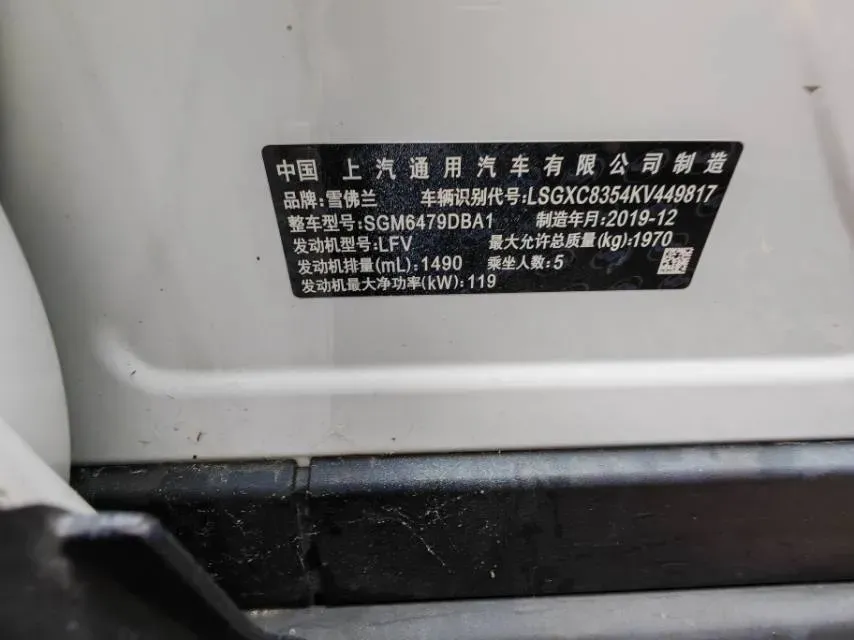 中国 上汽通用汽车有限公司制造
品牌:雪佛兰 车辆识别代号:LSGXC8354KV449817
整车型号:SGM6479DBA1 制造年月:2019-12
发动机型号:LFV 最大允许总质量(kg):1970
发动机排量(mL):1490 乘坐人数:5
发动机最大净功率(kW):119